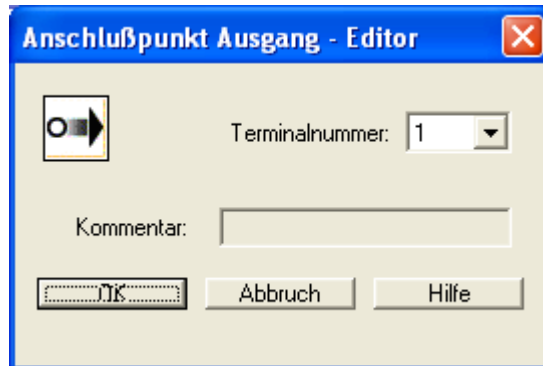 Anschlußpunkt Ausgang - Editor
Terminalnummer: 1
Kommentar:
OK Abbruch Hilfe